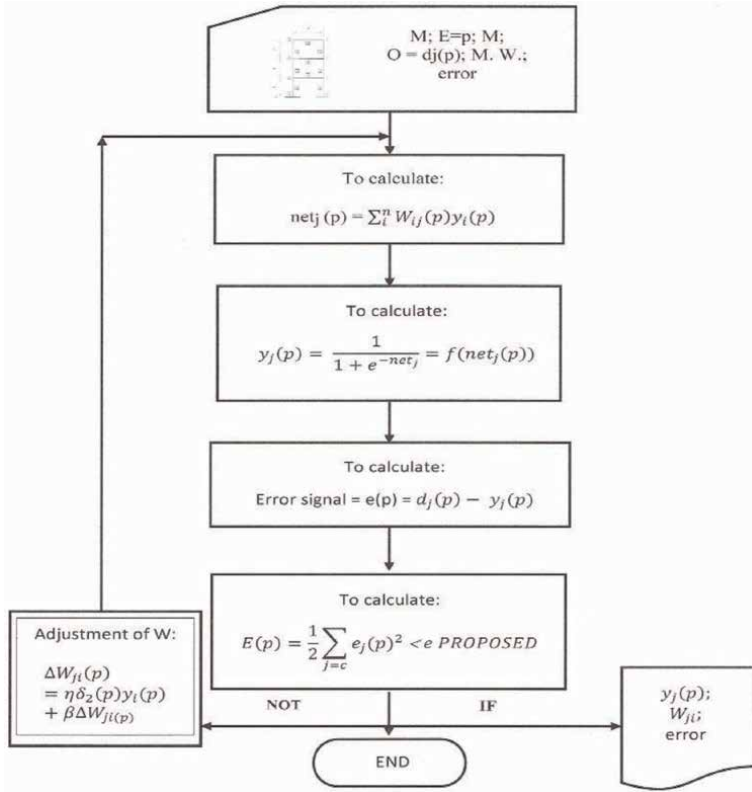 M; E=p; M;
O = dj(p); M. W.;
error
To calculate:
netj (p) = ∑ᵢⁿ Wᵢⱼ(p)yᵢ(p)
To calculate:
yⱼ(p) = 1 / (1 + e^{−netⱼ}) = f(netⱼ(p))
To calculate:
Error signal = e(p) = dⱼ(p) − yⱼ(p)
To calculate:
E(p) = 1/2 ∑_{j=c} eⱼ(p)² <e PROPOSED
Adjustment of W:
ΔWⱼᵢ(p)
= ηδ₂(p)yᵢ(p)
+ βΔWⱼᵢ₍ₚ₎
NOT
IF
yⱼ(p);
Wⱼᵢ;
error
END